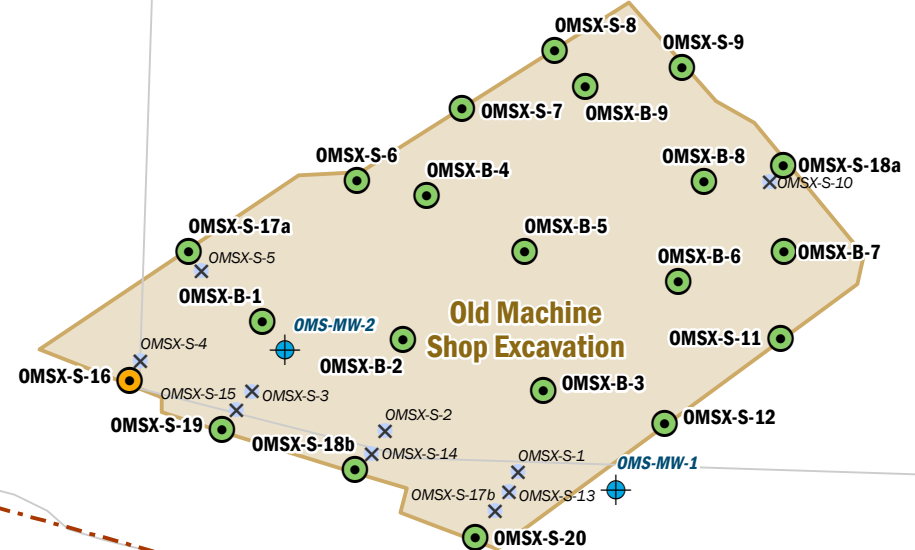 OMSX-S-8
OMSX-S-9
OMSX-S-7
OMSX-B-9
OMSX-S-6
OMSX-B-4
OMSX-B-8
OMSX-S-18a
OMSX-S-10
OMSX-S-17a
OMSX-S-5
OMSX-B-5
OMSX-B-6
OMSX-B-7
OMSX-B-1
OMS-MW-2
Old Machine
Shop Excavation
OMSX-S-11
OMSX-S-4
OMSX-B-2
OMSX-S-16
OMSX-S-15
OMSX-S-3
OMSX-B-3
OMSX-S-19
OMSX-S-2
OMSX-S-12
OMSX-S-18b
OMSX-S-14
OMSX-S-1
OMS-MW-1
OMSX-S-17b
OMSX-S-13
OMSX-S-20